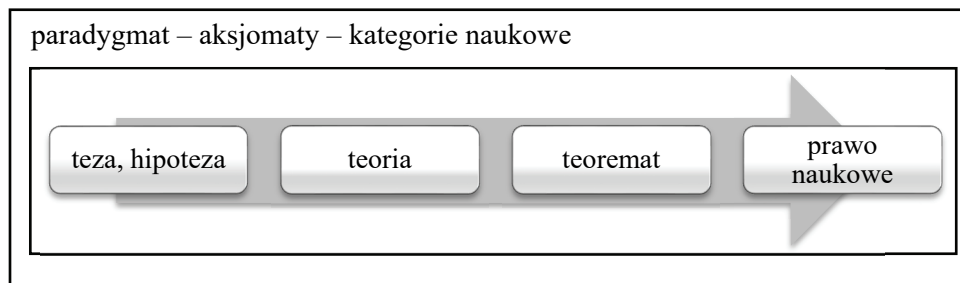 paradygmat – aksjomaty – kategorie naukowe
teza, hipoteza
teoria
teoremat
prawo
naukowe